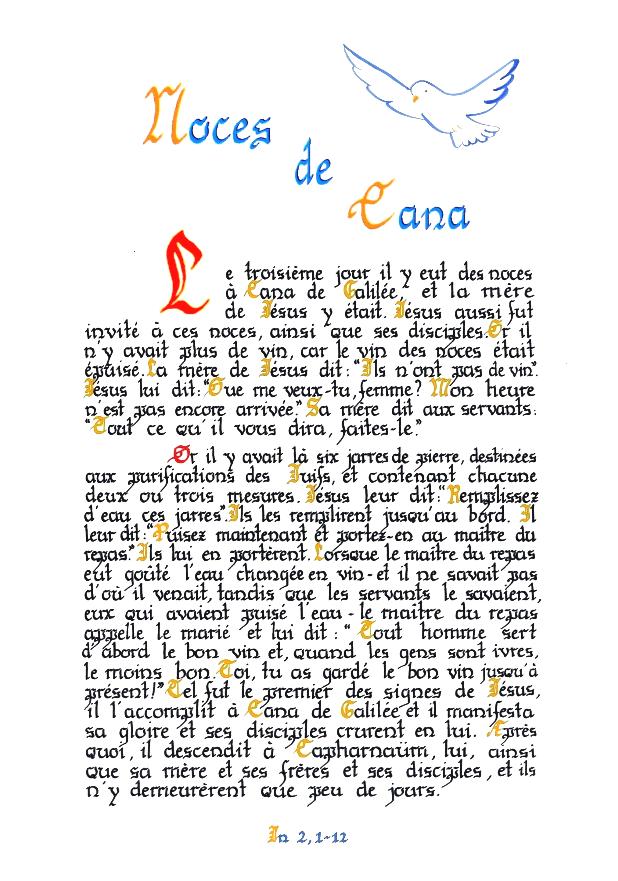 Noces
de
Cana
Le troisième jour il y eut des noces
à Cana de Galilée, et la mère
de Jésus y était. Jésus aussi fut
invité à ces noces, ainsi que ses disciples. Or il
n'y avait plus de vin, car le vin des noces était
épuisé. La mère de Jésus dit : "Ils n'ont pas de vin".
Jésus lui dit : "Que me veux-tu, femme ? Mon heure
n'est pas encore arrivée." Sa mère dit aux servants :
"Tout ce qu'il vous dira, faites-le."
Or il y avait là six jarres de pierre, destinées
aux purifications des Juifs, et contenant chacune
deux ou trois mesures. Jésus leur dit : "Remplissez
d'eau ces jarres". Ils les remplirent jusqu'au bord. Il
leur dit : "Puisez maintenant et portez-en au maître du
repas." Ils lui en portèrent. Lorsque le maître du repas
eut goûté l'eau changée en vin - et il ne savait pas
d'où il venait, tandis que les servants le savaient,
eux qui avaient puisé l'eau - le maître du repas
appelle le marié et lui dit : "Tout homme sert
d'abord le bon vin et, quand les gens sont ivres,
le moins bon. Toi, tu as gardé le bon vin jusqu'à
présent !" Tel fut le premier des signes de Jésus,
il l'accomplit à Cana de Galilée et il manifesta
sa gloire et ses disciples crurent en lui. Après
quoi, il descendit à Capharnaüm, lui, ainsi
que sa mère et ses frères et ses disciples, et ils
n'y demeurèrent que peu de jours.
Jn 2, 1-12